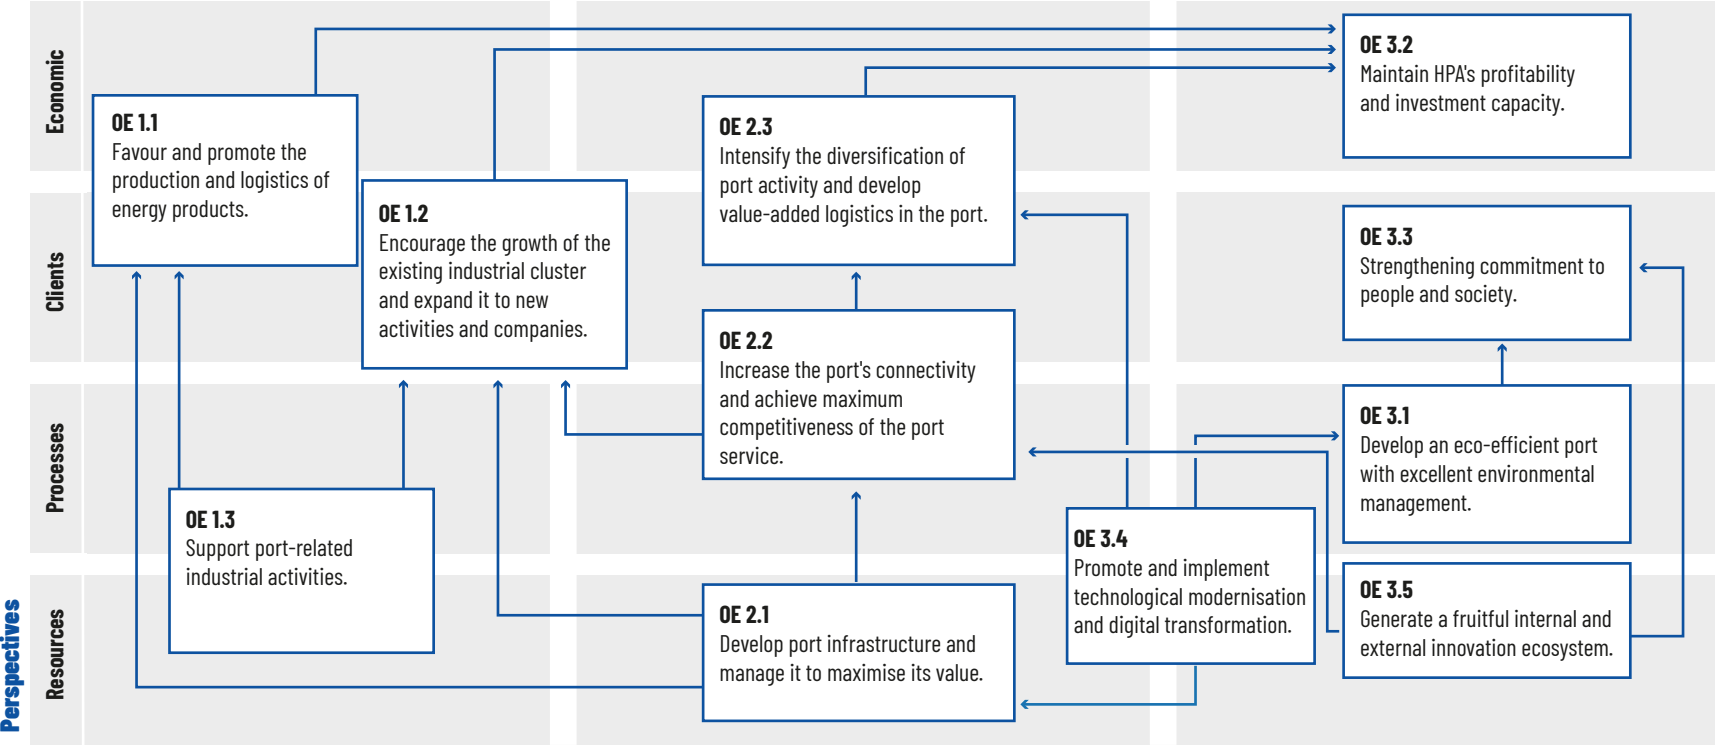 Perspectives
Economic
Clients
Processes
Resources
OE 1.1
Favour and promote the
production and logistics of
energy products.
OE 1.2
Encourage the growth of the
existing industrial cluster
and expand it to new
activities and companies.
OE 1.3
Support port-related
industrial activities.
OE 2.3
Intensify the diversification of
port activity and develop
value-added logistics in the port.
OE 2.2
Increase the port's connectivity
and achieve maximum
competitiveness of the port
service.
OE 2.1
Develop port infrastructure and
manage it to maximise its value.
OE 3.4
Promote and implement
technological modernisation
and digital transformation.
OE 3.2
Maintain HPA's profitability
and investment capacity.
OE 3.3
Strengthening commitment to
people and society.
OE 3.1
Develop an eco-efficient port
with excellent environmental
management.
OE 3.5
Generate a fruitful internal and
external innovation ecosystem.